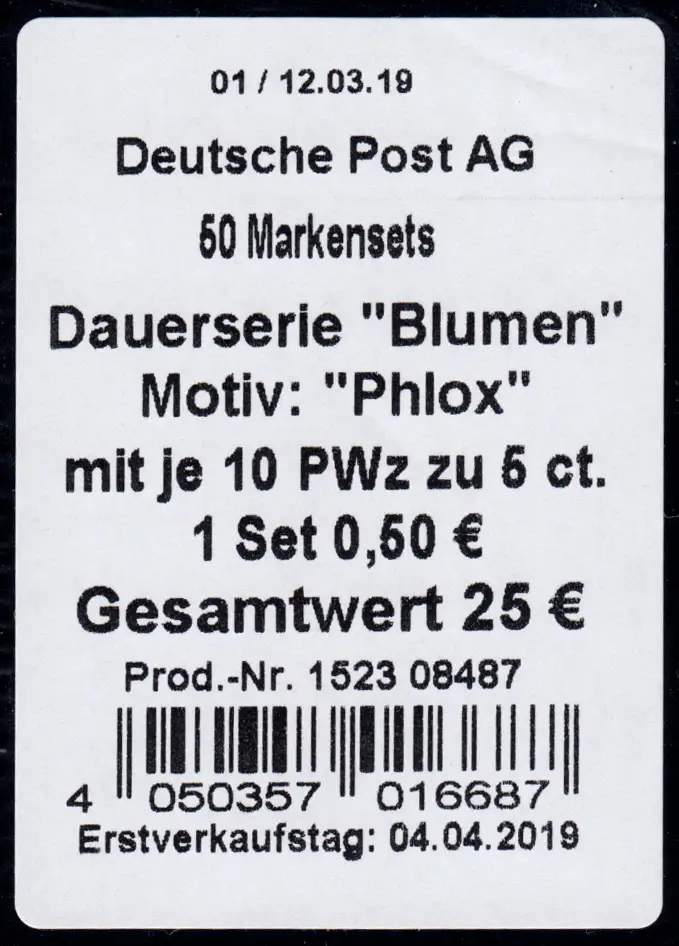 01 / 12.03.19
Deutsche Post AG
50 Markensets
Dauerserie "Blumen"
Motiv: "Phlox"
mit je 10 PWz zu 5 ct.
1 Set 0,50 €
Gesamtwert 25 €
Prod.-Nr. 1523 08487
4 050357 016687
Erstverkaufstag: 04.04.2019